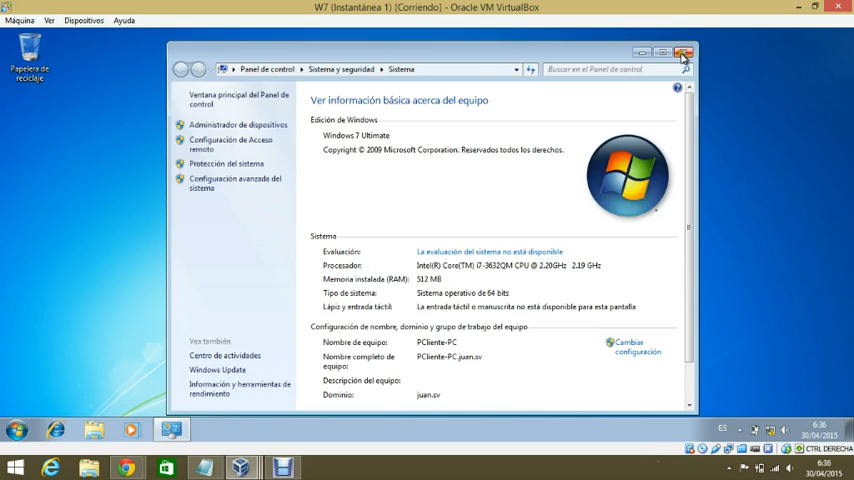 W7 (Instantánea 1) [Corriendo] - Oracle VM VirtualBox
Máquina Ver Dispositivos Ayuda
Papelera de
reciclaje
Panel de control Sistema y seguridad Sistema
Buscar en el Panel de control
Ventana principal del Panel de
control
Administrador de dispositivos
Configuración de Acceso
remoto
Protección del sistema
Configuración avanzada del
sistema
Vea también
Centro de actividades
Windows Update
Información y herramientas de
rendimiento
Ver información básica acerca del equipo
Edición de Windows
Windows 7 Ultimate
Copyright © 2009 Microsoft Corporation. Reservados todos los derechos.
Sistema
Evaluación: La evaluación del sistema no está disponible
Procesador: Intel(R) Core(TM) i7-3632QM CPU @ 2.20GHz 2.19 GHz
Memoria instalada (RAM): 512 MB
Tipo de sistema: Sistema operativo de 64 bits
Lápiz y entrada táctil: La entrada táctil o manuscrita no está disponible para esta pantalla
Configuración de nombre, dominio y grupo de trabajo del equipo
Nombre de equipo: PCliente-PC
Cambiar
configuración
Nombre completo de
equipo: PCliente-PC.juan.sv
Descripción del equipo:
Dominio: juan.sv
ES
6:36
30/04/2015
CTRL DERECHA
6:36
30/04/2015